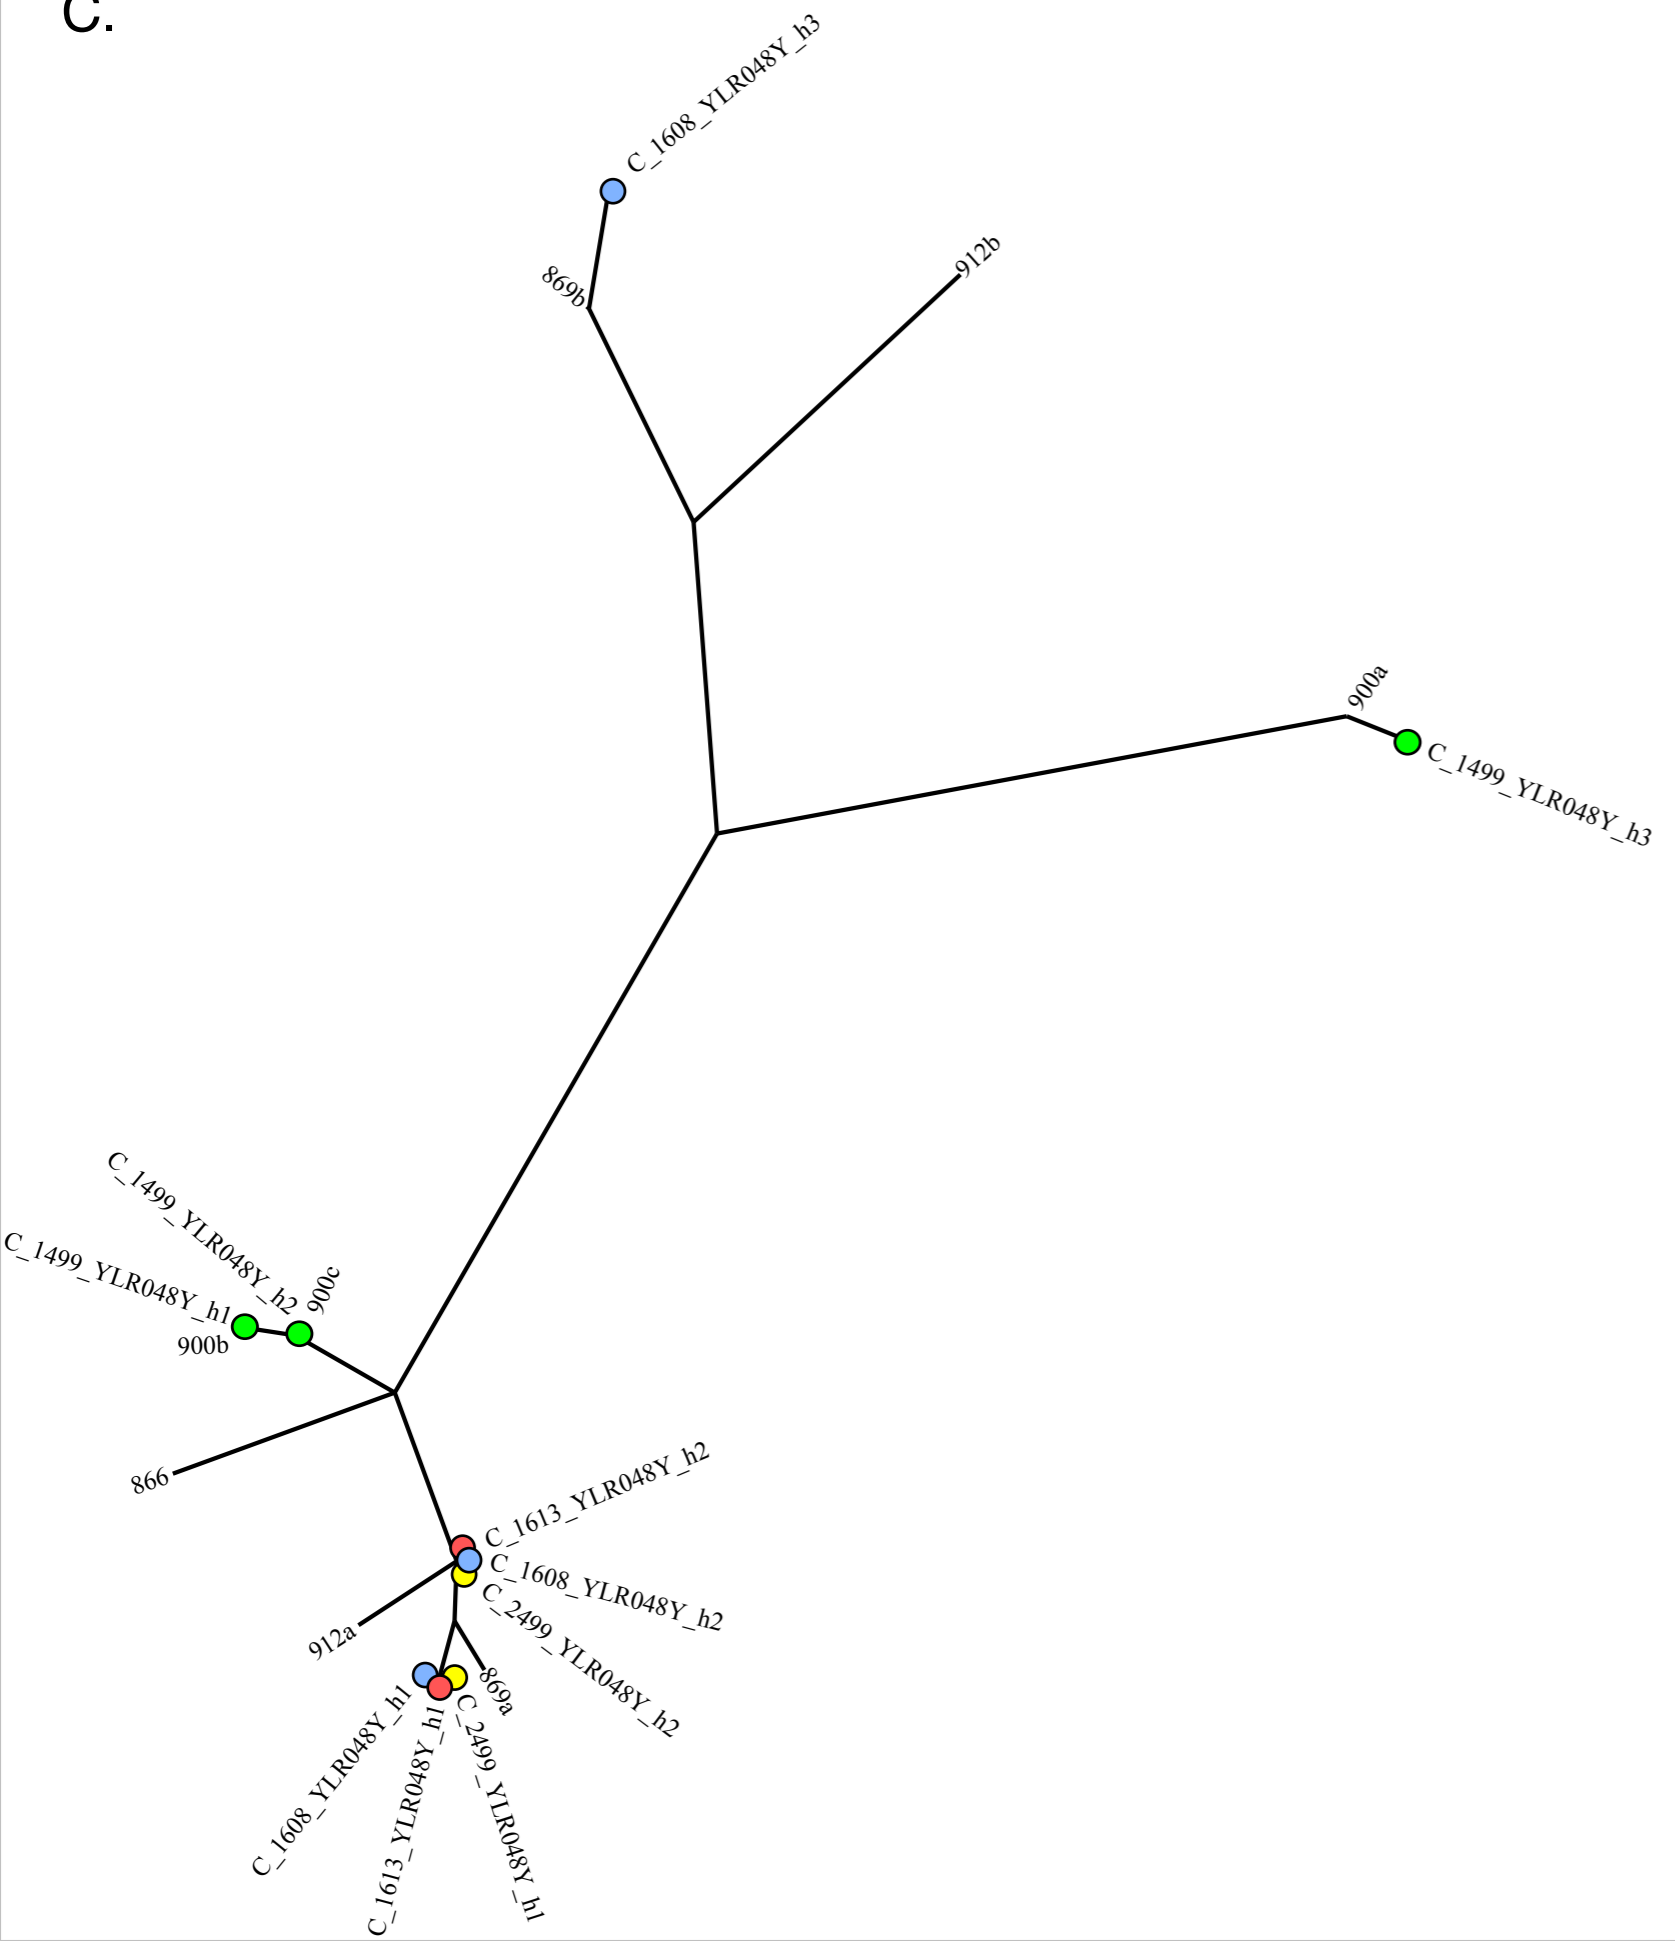 C.
C_1608_YLR048Y_h3
912b
869b
900a
C_1499_YLR048Y_h3
C_1499_YLR048Y_h2
C_1499_YLR048Y_h1
900c
900b
866
C_1613_YLR048Y_h2
C_1608_YLR048Y_h2
C_2499_YLR048Y_h2
912a
869a
C_1608_YLR048Y_h1
C_1613_YLR048Y_h1
C_2499_YLR048Y_h1